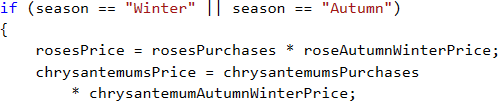 if (season == "Winter" || season == "Autumn")
{
    rosesPrice = rosesPurchases * roseAutumnWinterPrice;
    chrysantemumsPrice = chrysantemumsPurchases
        * chrysantemumAutumnWinterPrice;